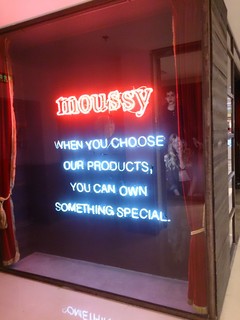 moussy
WHEN YOU CHOOSE
OUR PRODUCTS,
YOU CAN OWN
SOMETHING SPECIAL.